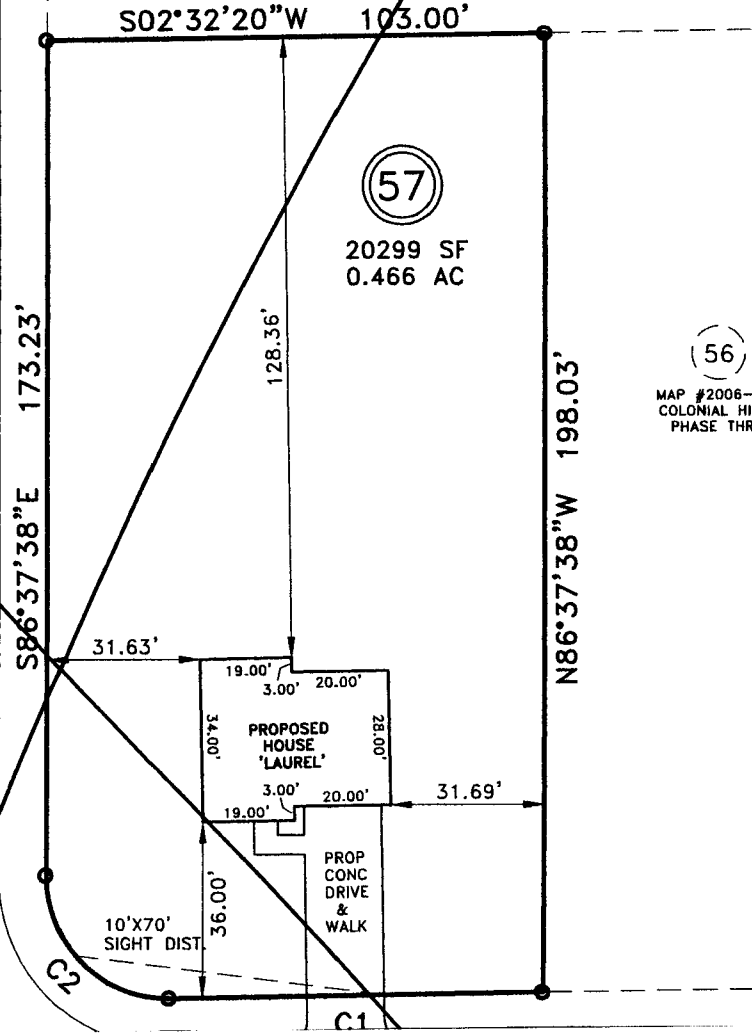 S02°32'20"W 103.00'
57
20299 SF
0.466 AC
128.36'
S86°37'38"E 173.23'
N86°37'38"W 198.03'
56
MAP #2006-
COLONIAL HI
PHASE THR
31.63'
19.00'
3.00'
20.00'
34.00'
PROPOSED
HOUSE
'LAUREL'
28.00'
3.00'
20.00'
19.00'
31.69'
36.00'
PROP
CONC
DRIVE
&
WALK
10'X70'
SIGHT DIST.
C2
C1